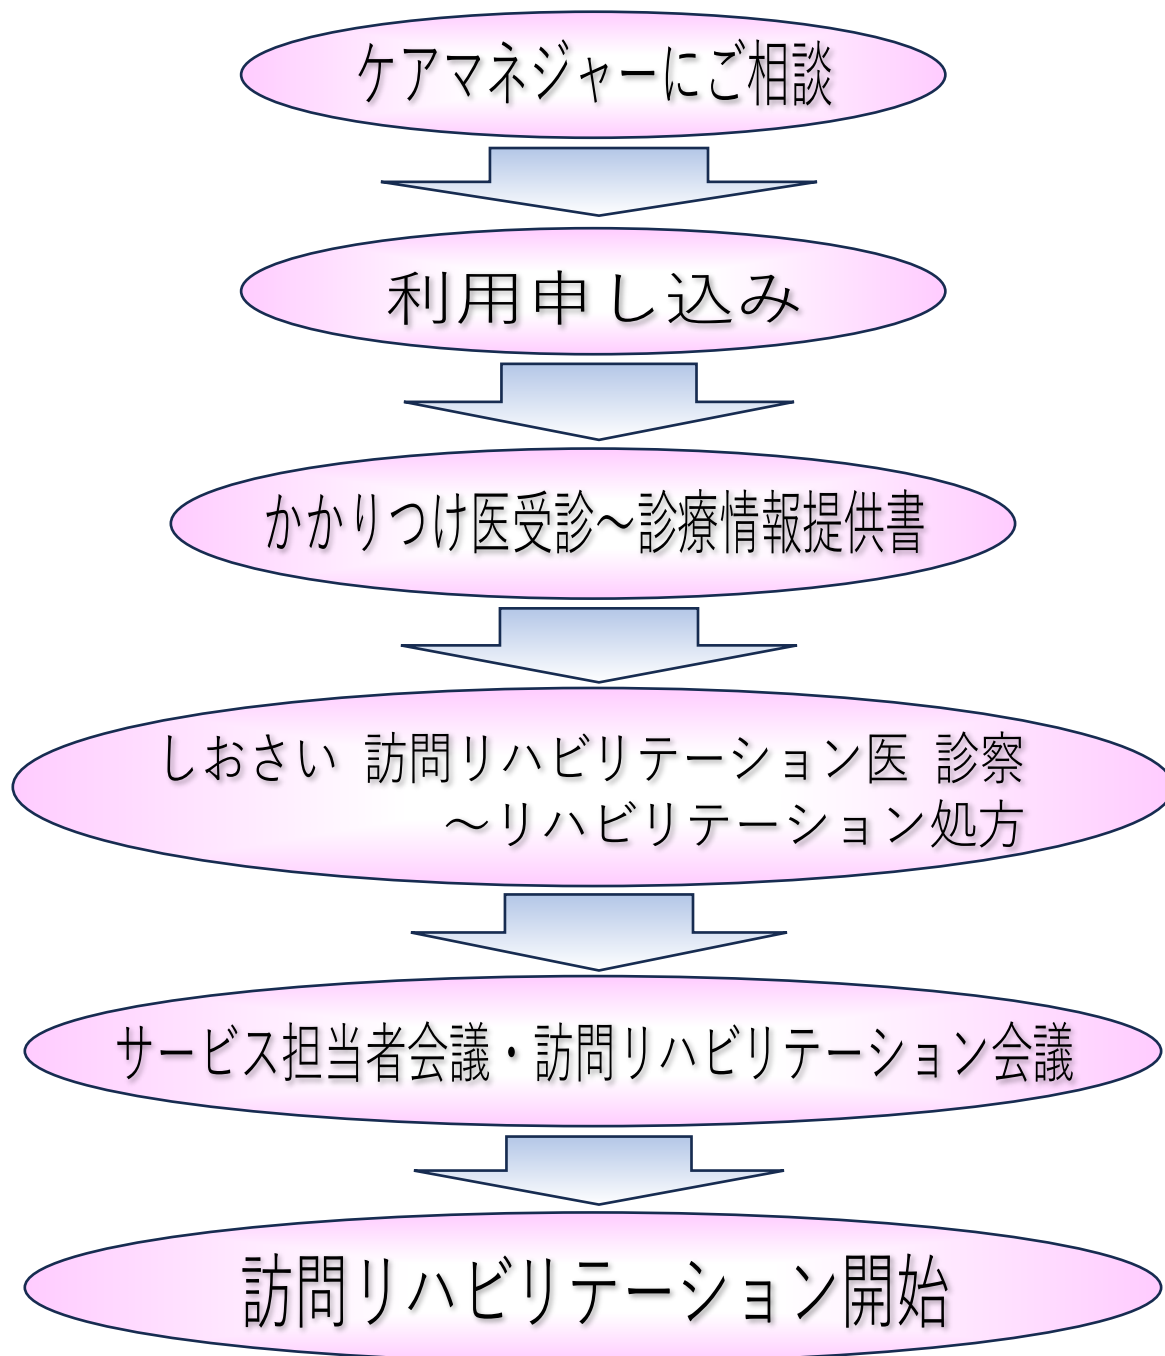 ケアマネジャーにご相談
利用申し込み
かかりつけ医受診～診療情報提供書
しおさい 訪問リハビリテーション医 診察
～リハビリテーション処方
サービス担当者会議・訪問リハビリテーション会議
訪問リハビリテーション開始